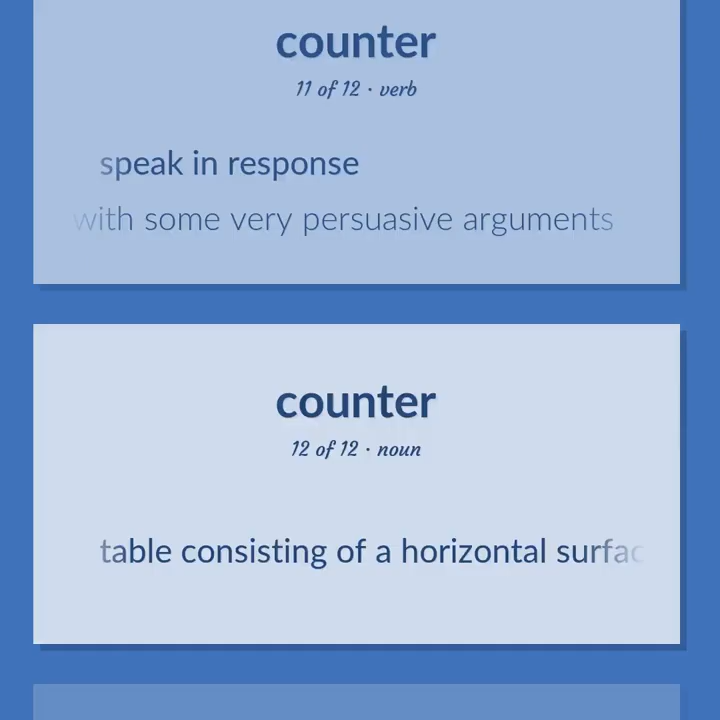 counter
11 of 12 · verb
speak in response
with some very persuasive arguments
counter
12 of 12 · noun
table consisting of a horizontal surfac